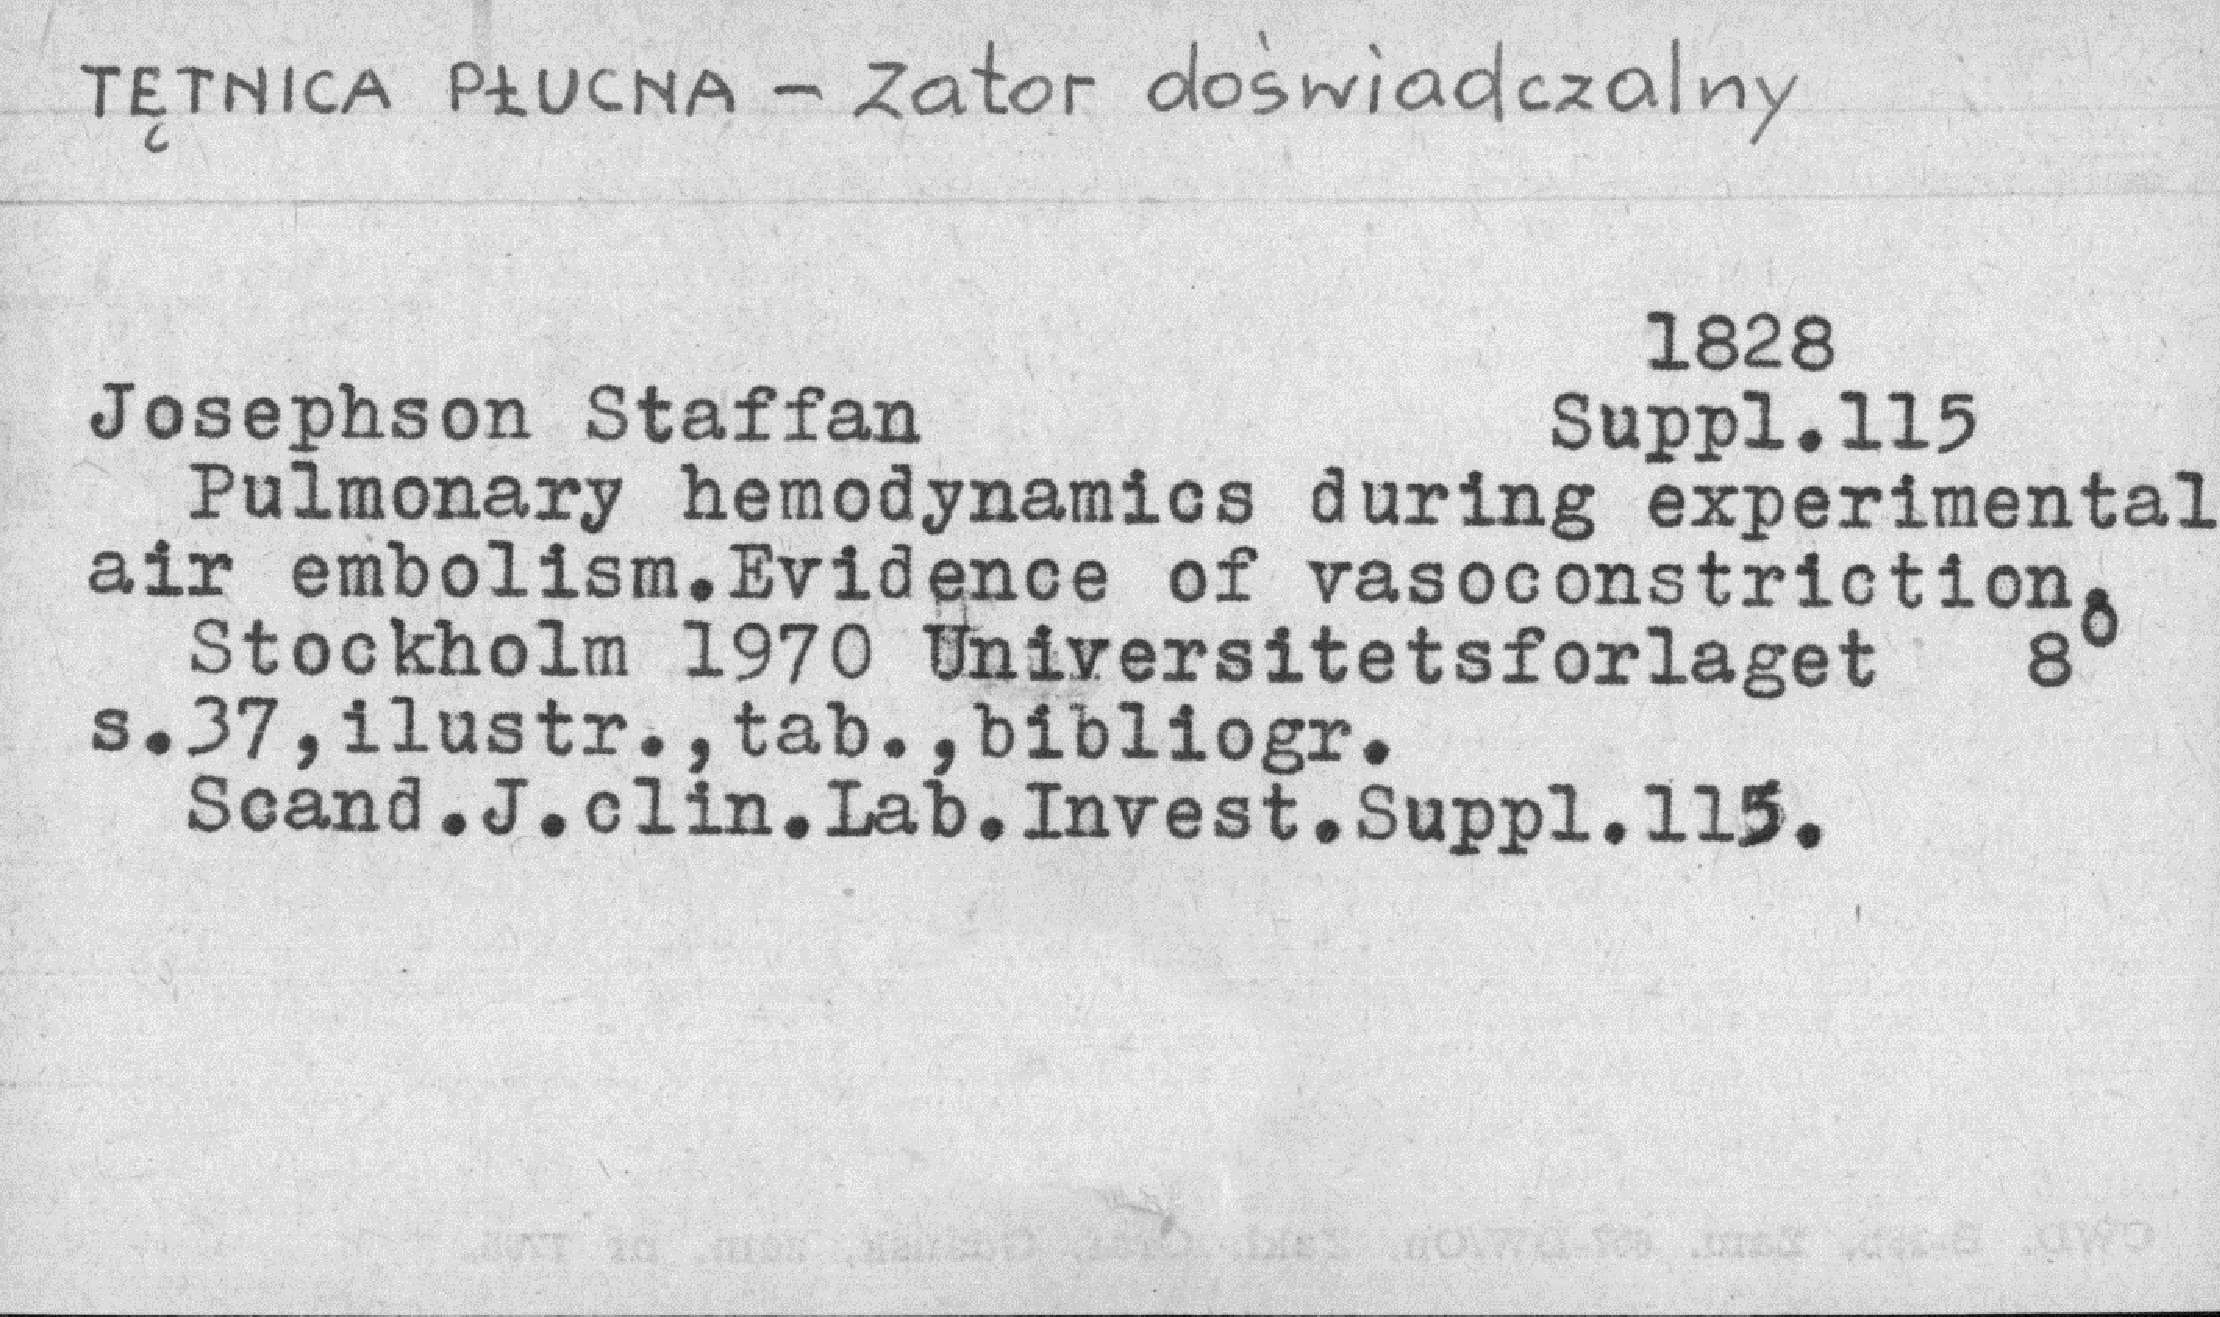 TĘTNICA PŁUCNA – Zator doświadczalny
1828
Josephson Staffan Suppl.115
Pulmonary hemodynamics during experimental
air embolism.Evidence of vasoconstriction.
Stockholm 1970 Universitetsforlaget 8⁰
s.37,ilustr.,tab.,bibliogr.
Scand.J.clin.Lab.Invest.Suppl.115.